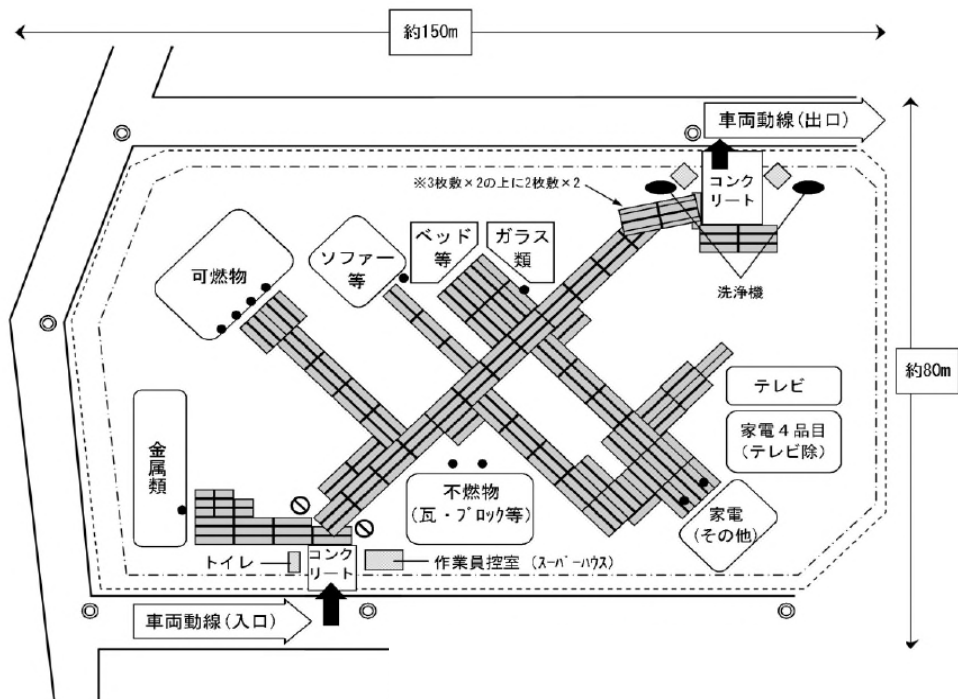 約150m
車両動線(出口)
コンク
リート
※3枚敷×2の上に2枚敷×2
ベッド
等
ガラス
類
ソファー
等
可燃物
洗浄機
約80m
テレビ
家電4品目
(テレビ除)
金属類
不燃物
(瓦・ブロック等)
家電
(その他)
トイレ
コンク
リート
作業員控室(スーパーハウス)
車両動線(入口)